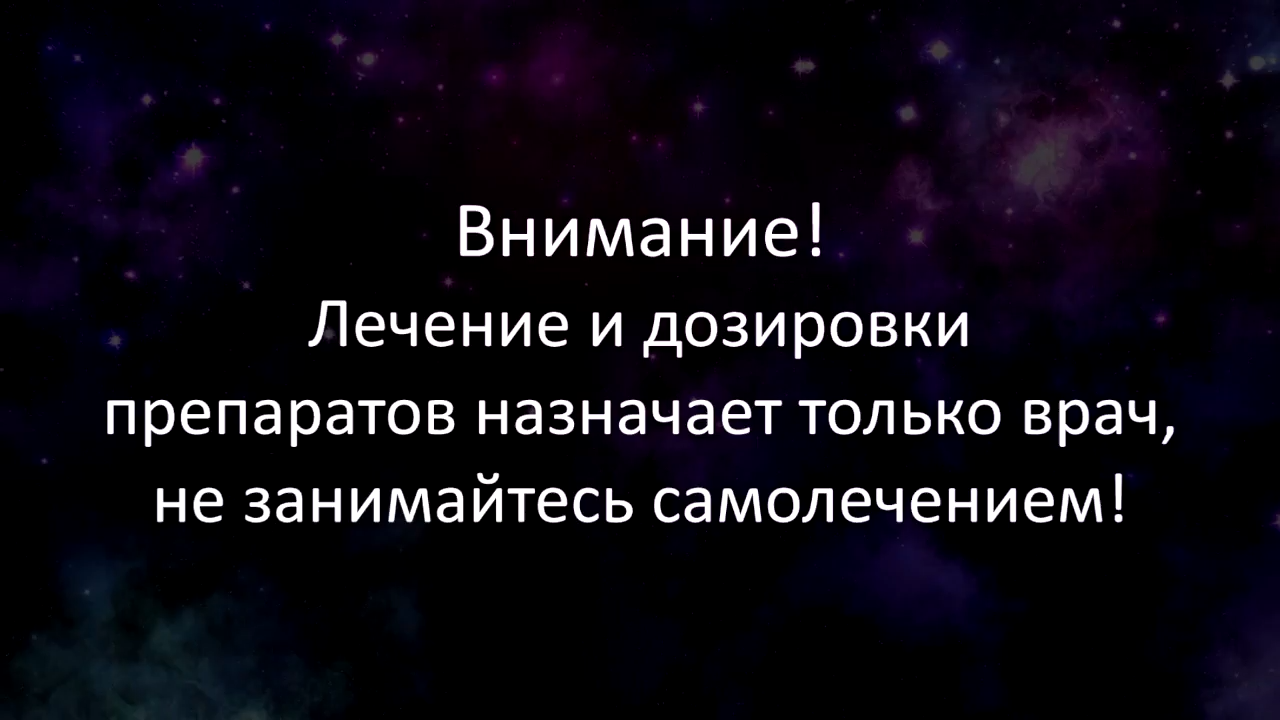 Внимание!
Лечение и дозировки
препаратов назначает только врач,
не занимайтесь самолечением!